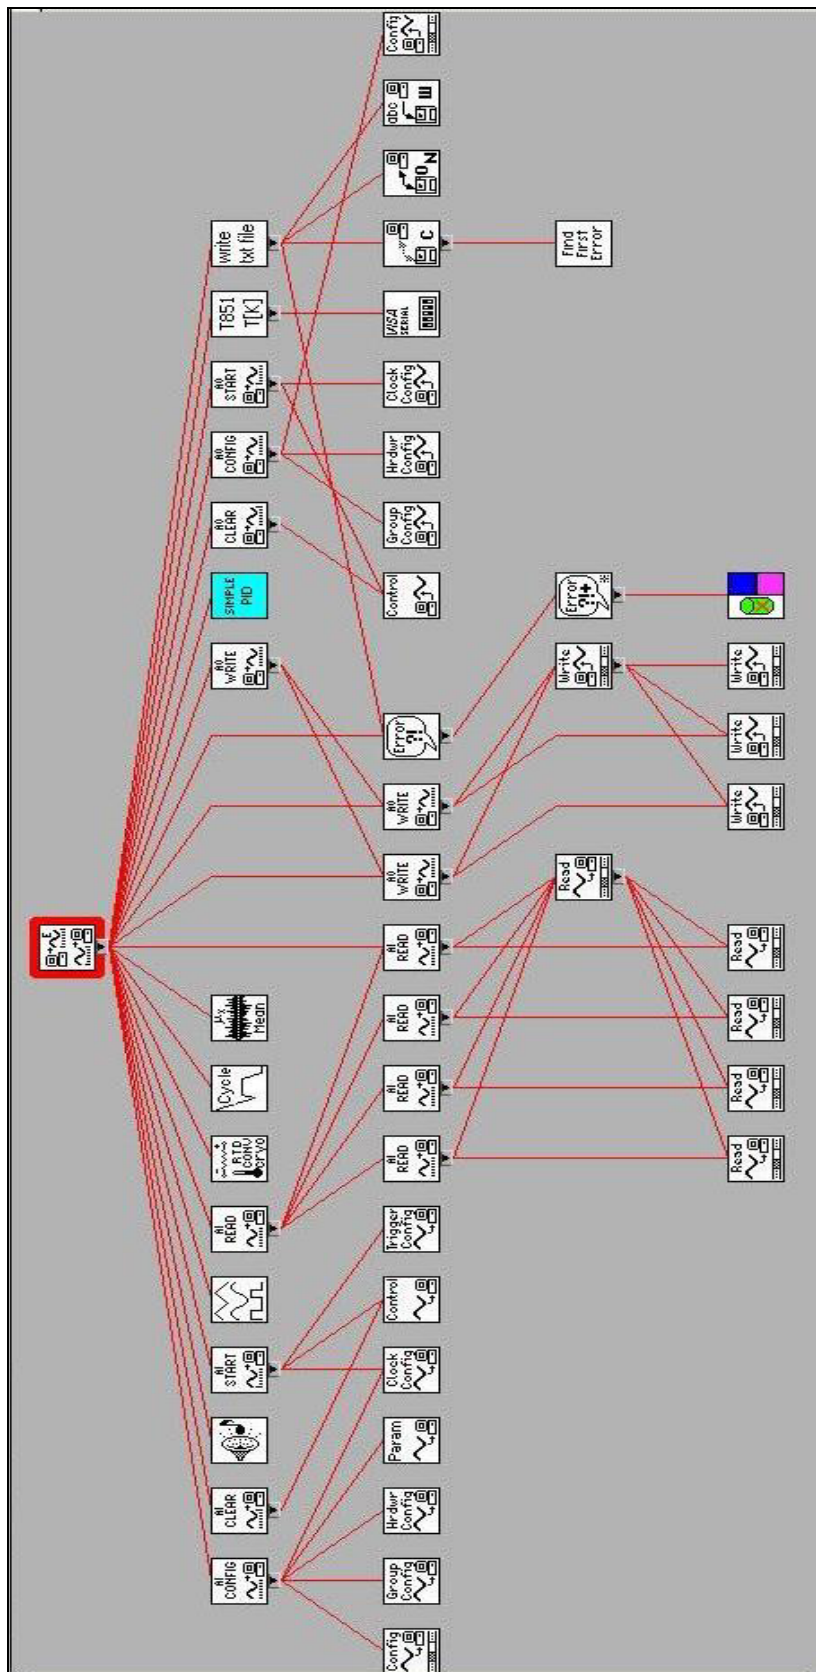 E
AI
CONFIG
AI
CLEAR
AI
START
AI
READ
RTD
CONV
crvo
Cycle
μx
Mean
AO
WRITE
SIMPLE
PID
AO
CLEAR
AO
CONFIG
AO
START
T851
T[K]
write
txt file
Config
Group
Config
Hrdwr
Config
Param
Clock
Config
Control
Trigger
Config
AI
READ
AI
READ
AI
READ
AI
READ
AO
WRITE
AO
WRITE
Error
?!
Control
Group
Config
Hrdwr
Config
Clock
Config
VISA
SERIAL
C
O N
abc
Config
Read
Write
Error
?!+
Find
First
Error
Read
Read
Read
Read
Write
Write
Write